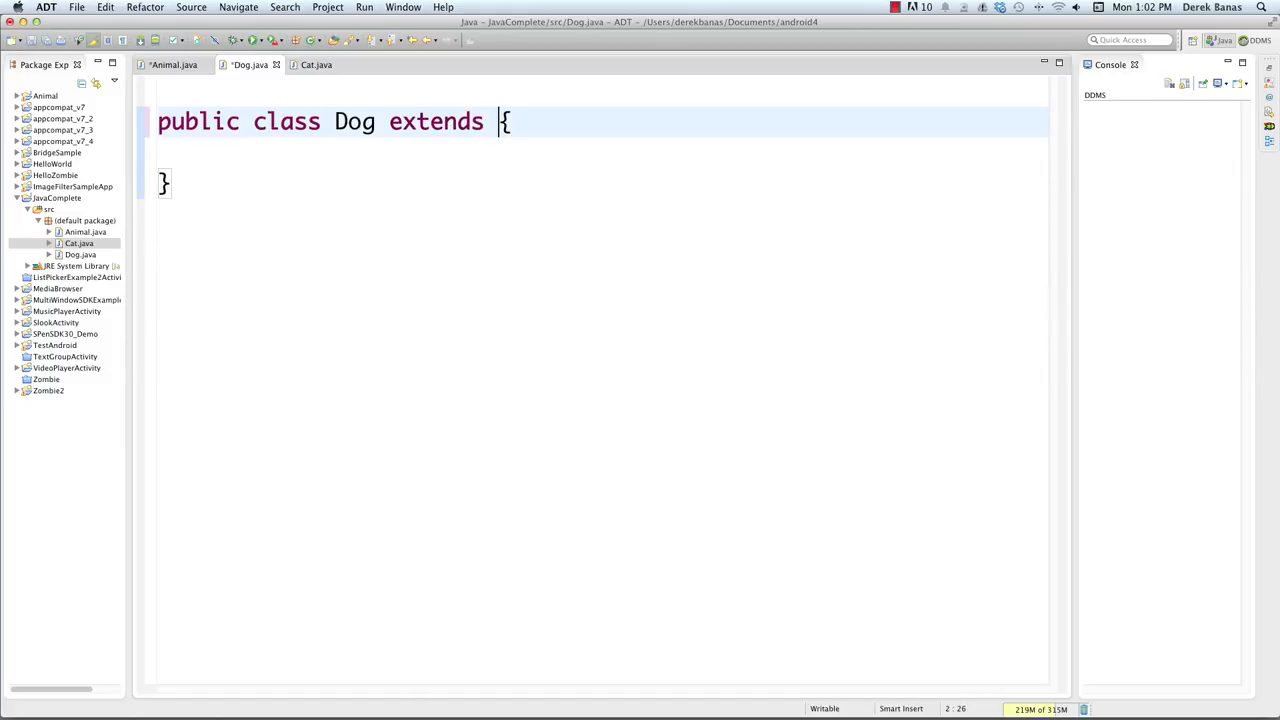 ADT File Edit Refactor Source Navigate Search Project Run Window Help 10 Mon 1:02 PM Derek Banas
Java - JavaComplete/src/Dog.java - ADT - /Users/derekbanas/Documents/android4
Quick Access Java DDMS
Package Exp *Animal.java *Dog.java Cat.java Console
DDMS
Animal
appcompat_v7
appcompat_v7_2
appcompat_v7_3
appcompat_v7_4
BridgeSample
HelloWorld
HelloZombie
ImageFilterSampleApp
JavaComplete
src
(default package)
Animal.java
Cat.java
Dog.java
JRE System Library [Ja
ListPickerExample2Activi
MediaBrowser
MultiWindowSDKExample
MusicPlayerActivity
SlookActivity
SPenSDK30_Demo
TestAndroid
TextGroupActivity
VideoPlayerActivity
Zombie
Zombie2
public class Dog extends {
}
Writable Smart Insert 2 : 26 219M of 315M